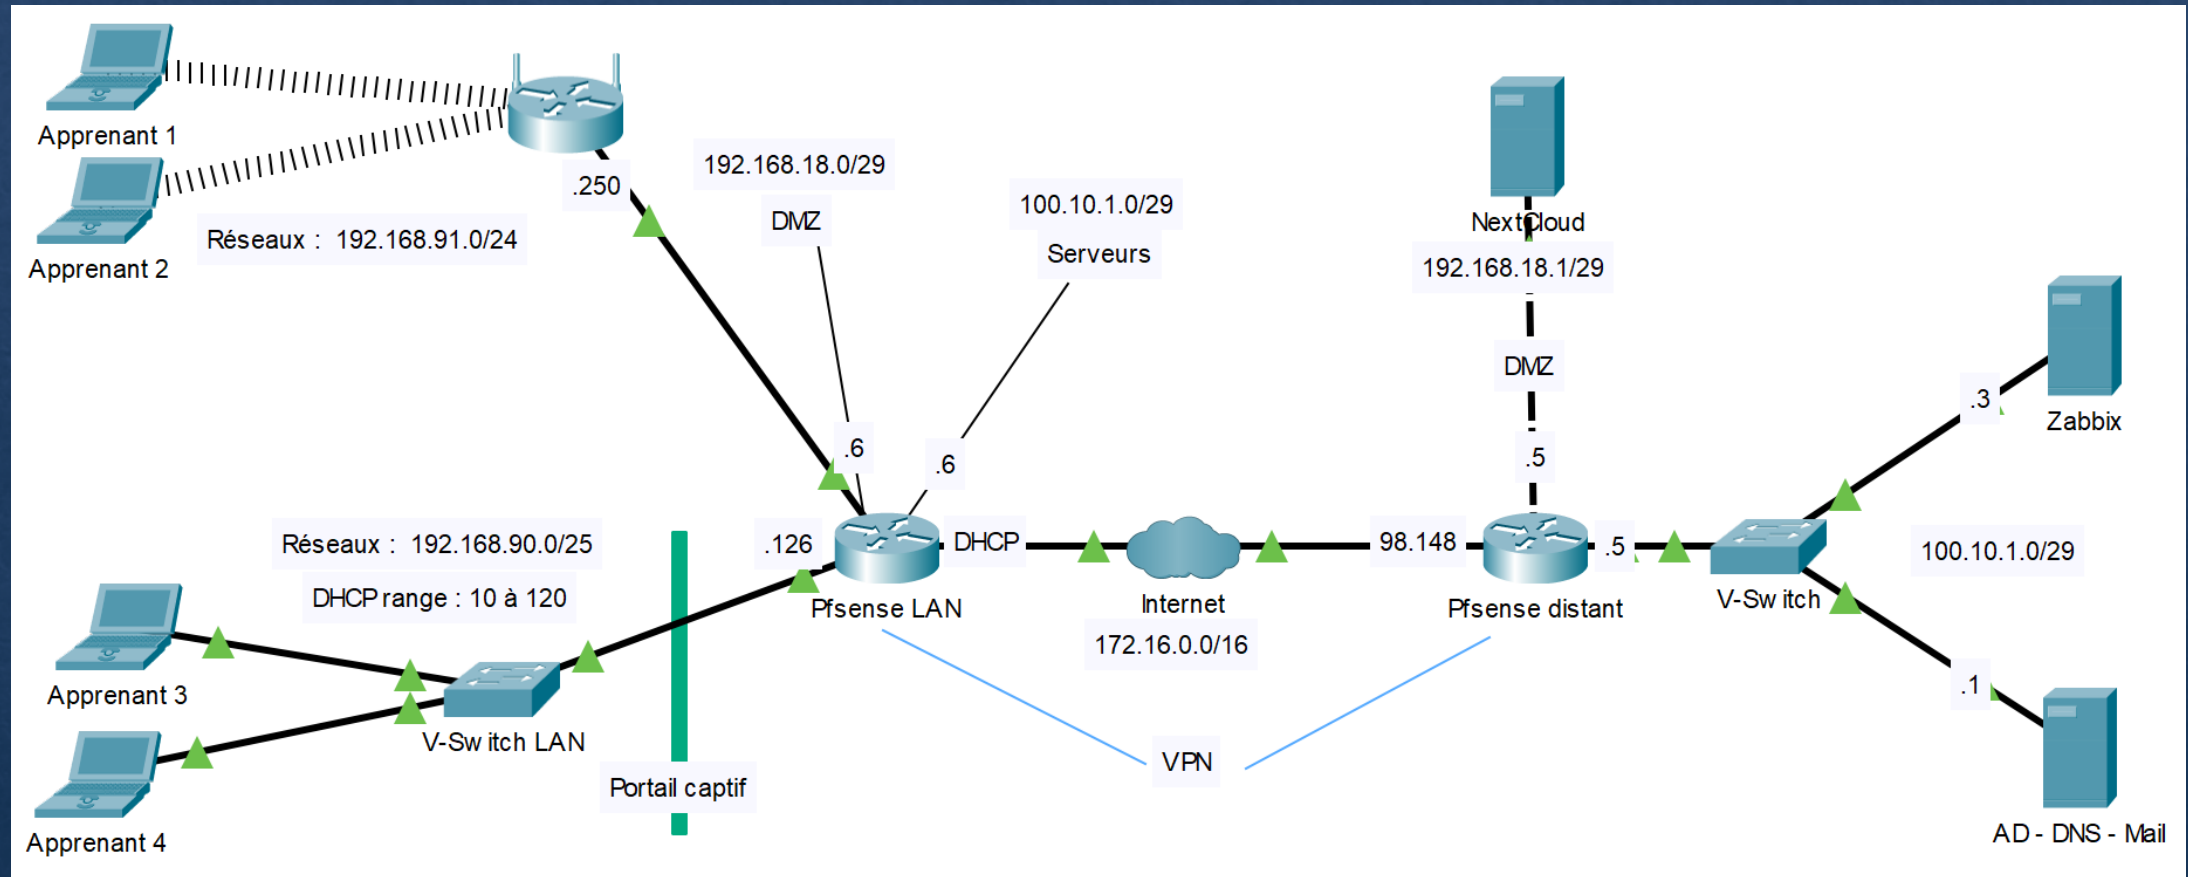 Apprenant 1
Apprenant 2
Réseaux : 192.168.91.0/24
.250
192.168.18.0/29
DMZ
100.10.1.0/29
Serveurs
NextCloud
192.168.18.1/29
DMZ
.5
.3
Zabbix
.6
.6
Réseaux : 192.168.90.0/25
DHCP range : 10 à 120
.126
DHCP
98.148
.5
100.10.1.0/29
Pfsense LAN
Internet
172.16.0.0/16
Pfsense distant
V-Switch
Apprenant 3
V-Switch LAN
Apprenant 4
Portail captif
VPN
.1
AD - DNS - Mail